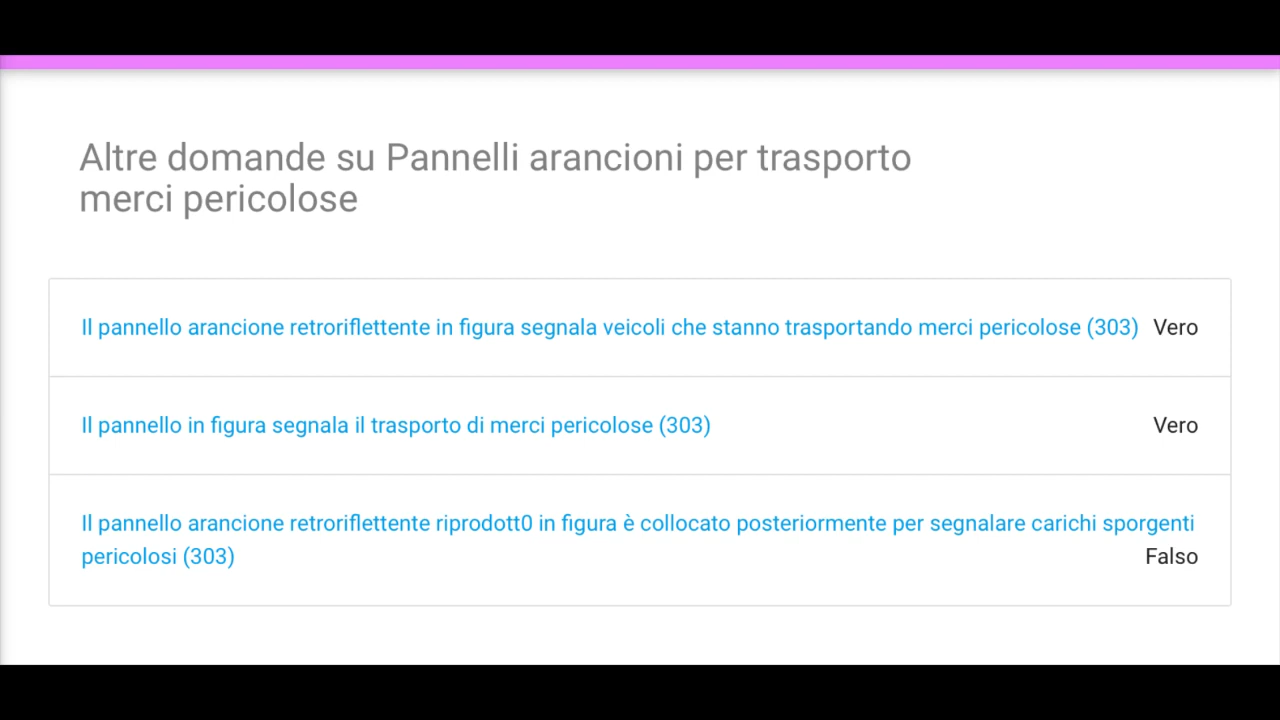 Altre domande su Pannelli arancioni per trasporto
merci pericolose
Il pannello arancione retroriflettente in figura segnala veicoli che stanno trasportando merci pericolose (303) Vero
Il pannello in figura segnala il trasporto di merci pericolose (303) Vero
Il pannello arancione retroriflettente riprodott0 in figura è collocato posteriormente per segnalare carichi sporgenti
pericolosi (303) Falso